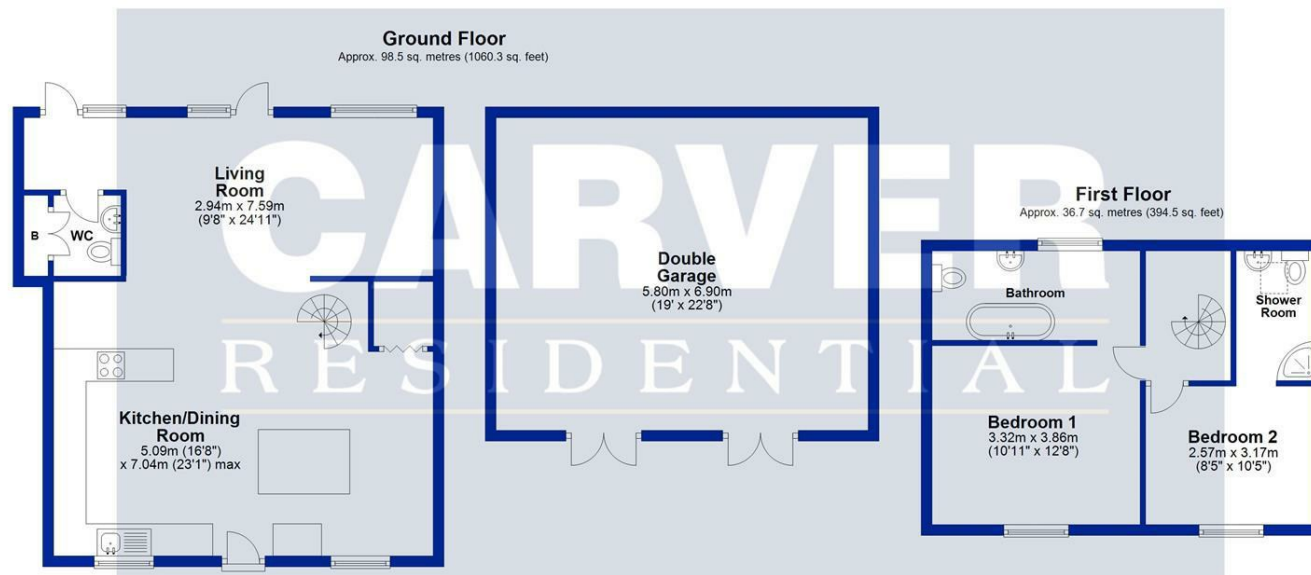 Ground Floor
Approx. 98.5 sq. metres (1060.3 sq. feet)
Living
Room
2.94m x 7.59m
(9'8" x 24'11")
B
WC
Kitchen/Dining
Room
5.09m (16'8")
x 7.04m (23'1") max
Double
Garage
5.80m x 6.90m
(19' x 22'8")
First Floor
Approx. 36.7 sq. metres (394.5 sq. feet)
Bathroom
Shower
Room
Bedroom 1
3.32m x 3.86m
(10'11" x 12'8")
Bedroom 2
2.57m x 3.17m
(8'5" x 10'5")
CARVER
RESIDENTIAL